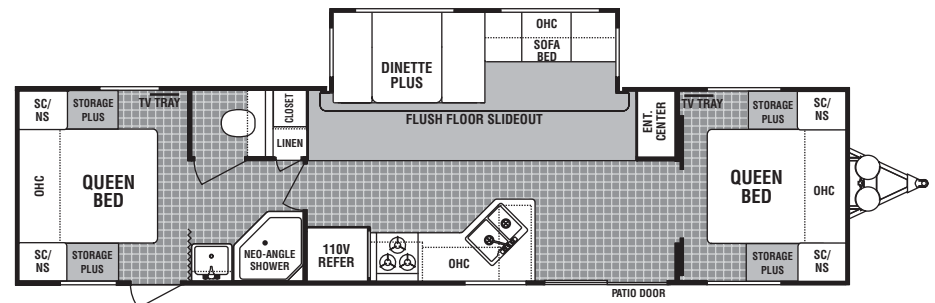 OHC
SOFA
BED
DINETTE
PLUS
FLUSH FLOOR SLIDEOUT
SC/
NS
STORAGE
PLUS
TV TRAY
CLOSET
LINEN
ENT.
CENTER
TV TRAY
STORAGE
PLUS
SC/
NS
OHC
QUEEN
BED
QUEEN
BED
OHC
SC/
NS
STORAGE
PLUS
NEO-ANGLE
SHOWER
110V
REFER
OHC
STORAGE
PLUS
SC/
NS
PATIO DOOR